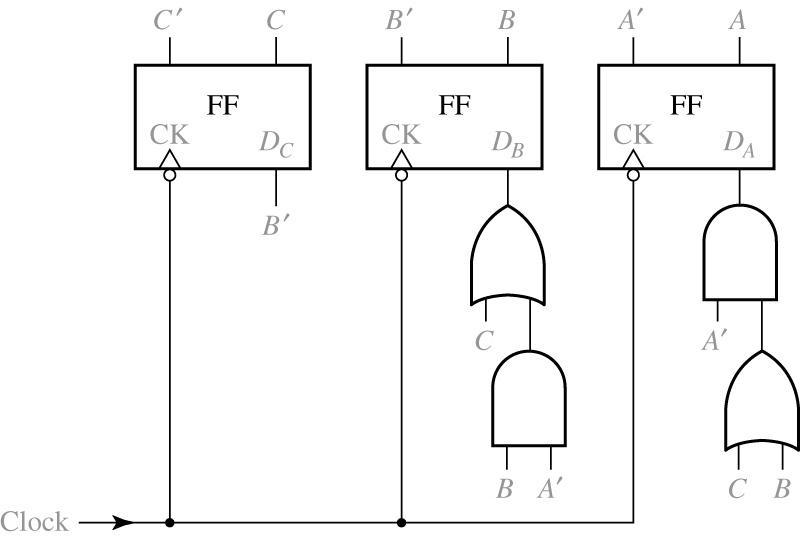 C′ C B′ B A′ A
FF FF FF
CK D_C CK D_B CK D_A
B′
C A′
B A′ C B
Clock